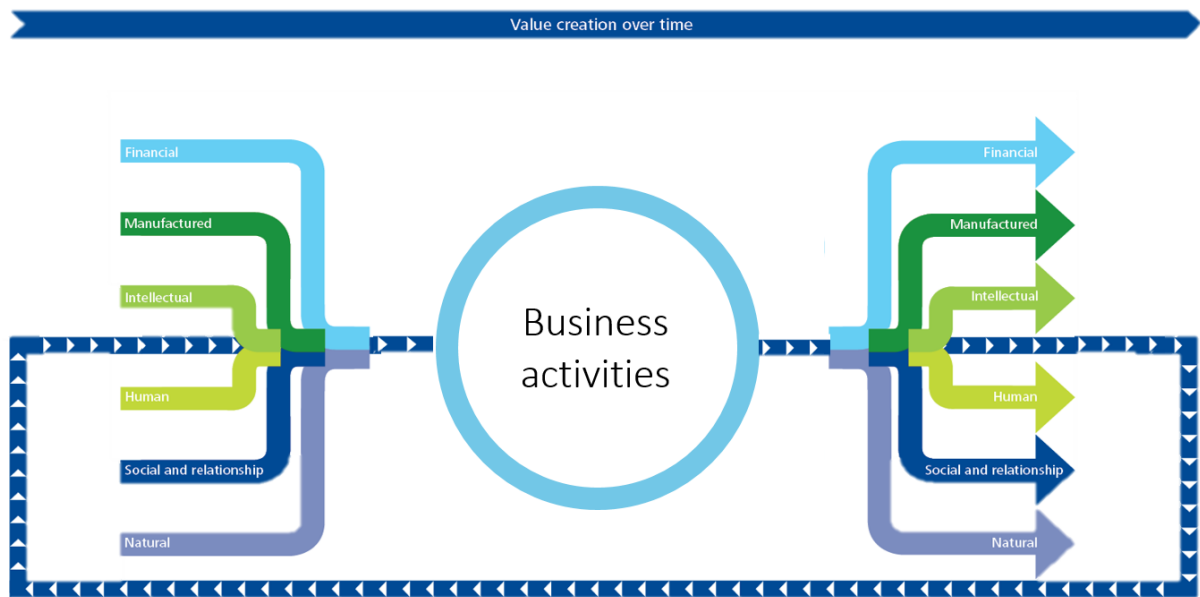 Value creation over time
Financial
Manufactured
Intellectual
Human
Social and relationship
Natural
Business
activities
Financial
Manufactured
Intellectual
Human
Social and relationship
Natural